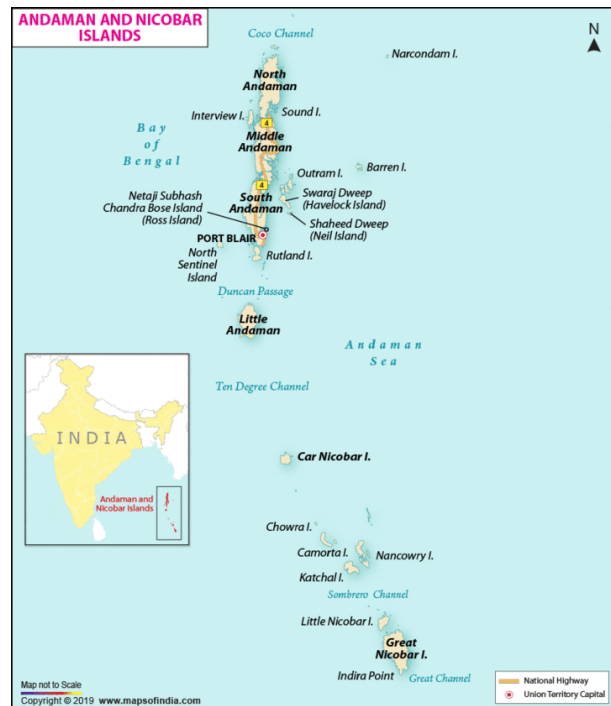 ANDAMAN AND NICOBAR
ISLANDS
Coco Channel
N
Narcondam I.
North
Andaman
Interview I.
Sound I.
4
Bay
of
Bengal
Middle
Andaman
Outram I.
Barren I.
4
Netaji Subhash
Chandra Bose Island
(Ross Island)
South
Andaman
Swaraj Dweep
(Havelock Island)
Shaheed Dweep
(Neil Island)
PORT BLAIR
North
Sentinel
Island
Rutland I.
Duncan Passage
Little
Andaman
Andaman
Sea
Ten Degree Channel
INDIA
Andaman and
Nicobar Islands
Car Nicobar I.
Chowra I.
Camorta I.
Nancowry I.
Katchal I.
Sombrero Channel
Little Nicobar I.
Great
Nicobar I.
Indira Point
Great Channel
Map not to Scale
Copyright © 2019 www.mapsofindia.com
National Highway
Union Territory Capital